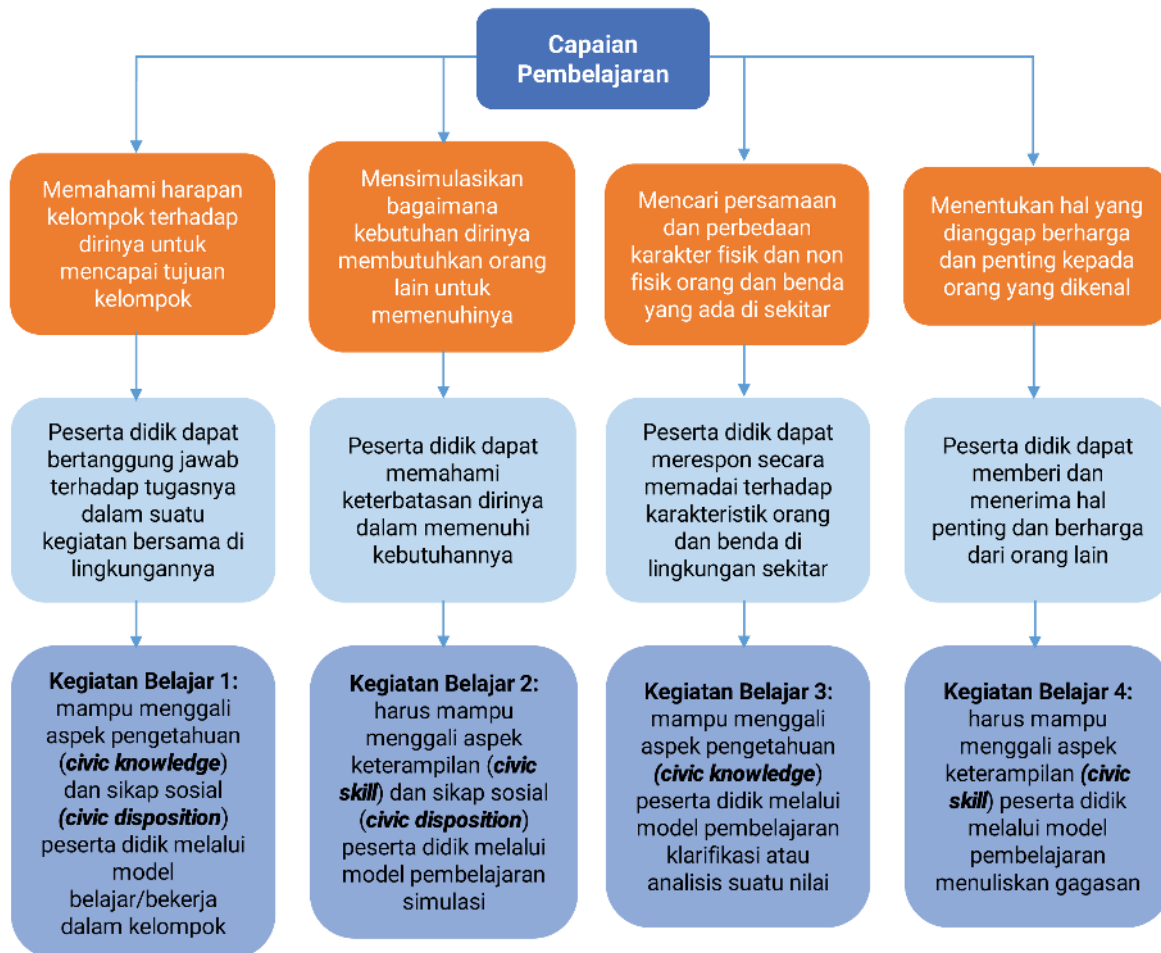 Capaian
Pembelajaran
Memahami harapan
kelompok terhadap
dirinya untuk
mencapai tujuan
kelompok
Mensimulasikan
bagaimana
kebutuhan dirinya
membutuhkan orang
lain untuk
memenuhinya
Mencari persamaan
dan perbedaan
karakter fisik dan non
fisik orang dan benda
yang ada di sekitar
Menentukan hal yang
dianggap berharga
dan penting kepada
orang yang dikenal
Peserta didik dapat
bertanggung jawab
terhadap tugasnya
dalam suatu
kegiatan bersama di
lingkungannya
Peserta didik dapat
memahami
keterbatasan dirinya
dalam memenuhi
kebutuhannya
Peserta didik dapat
merespon secara
memadai terhadap
karakteristik orang
dan benda di
lingkungan sekitar
Peserta didik dapat
memberi dan
menerima hal
penting dan berharga
dari orang lain
Kegiatan Belajar 1:
mampu menggali
aspek pengetahuan
(civic knowledge)
dan sikap sosial
(civic disposition)
peserta didik melalui
model
belajar/bekerja
dalam kelompok
Kegiatan Belajar 2:
harus mampu
menggali aspek
keterampilan (civic
skill) dan sikap sosial
(civic disposition)
peserta didik melalui
model pembelajaran
simulasi
Kegiatan Belajar 3:
mampu menggali
aspek pengetahuan
(civic knowledge)
peserta didik melalui
model pembelajaran
klarifikasi atau
analisis suatu nilai
Kegiatan Belajar 4:
harus mampu
menggali aspek
keterampilan (civic
skill) peserta didik
melalui model
pembelajaran
menuliskan gagasan